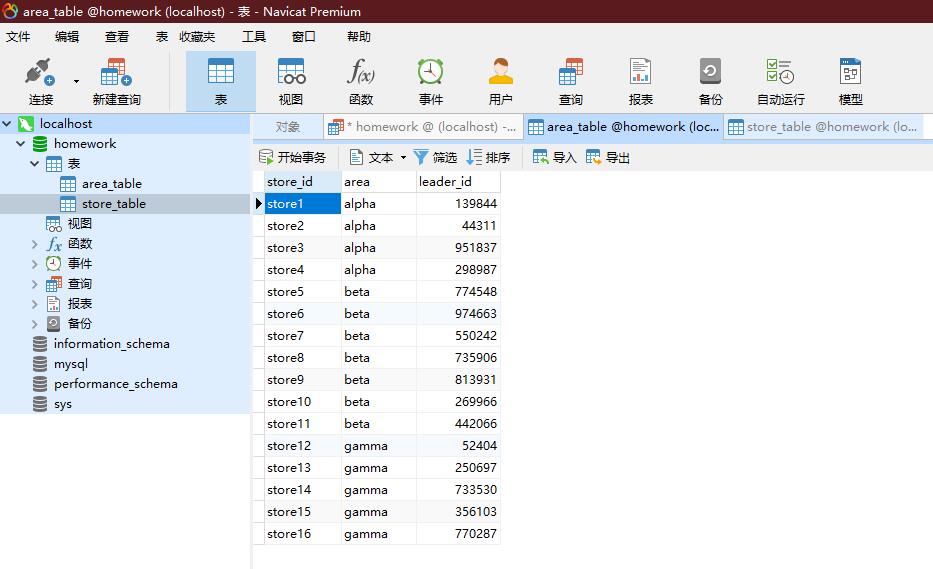 area_table @homework (localhost) - 表 - Navicat Premium
文件 编辑 查看 表 收藏夹 工具 窗口 帮助
连接 新建查询 表 视图 函数 事件 用户 查询 报表 备份 自动运行 模型
localhost
homework
表
area_table
store_table
视图
函数
事件
查询
报表
备份
information_schema
mysql
performance_schema
sys
对象 * homework @ (localhost) -... area_table @homework (loc... store_table @homework (lo...
开始事务 文本 筛选 排序 导入 导出
store_id area leader_id
store1 alpha 139844
store2 alpha 44311
store3 alpha 951837
store4 alpha 298987
store5 beta 774548
store6 beta 974663
store7 beta 550242
store8 beta 735906
store9 beta 813931
store10 beta 269966
store11 beta 442066
store12 gamma 52404
store13 gamma 250697
store14 gamma 733530
store15 gamma 356103
store16 gamma 770287